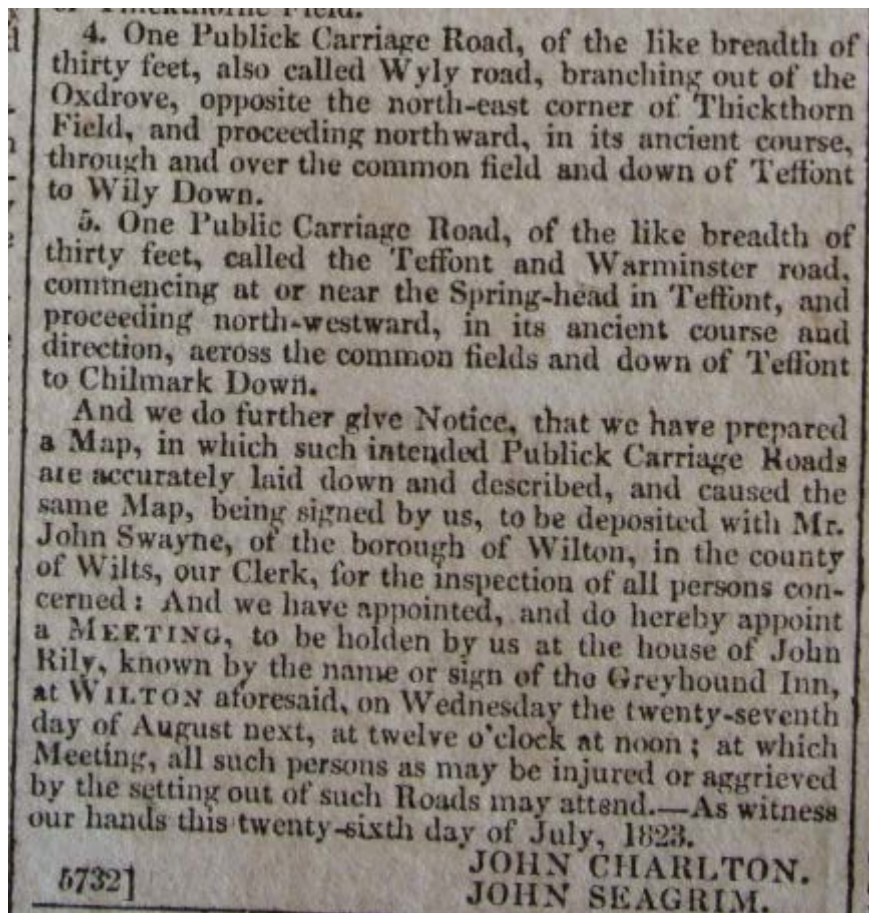 of Thickthorne Field.
4. One Publick Carriage Road, of the like breadth of
thirty feet, also called Wyly road, branching out of the
Oxdrove, opposite the north-east corner of Thickthorn
Field, and proceeding northward, in its ancient course,
through and over the common field and down of Teffont
to Wily Down.
5. One Public Carriage Road, of the like breadth of
thirty feet, called the Teffont and Warminster road,
commencing at or near the Spring-head in Teffont, and
proceeding north-westward, in its ancient course and
direction, across the common fields and down of Teffont
to Chilmark Down.
And we do further give Notice, that we have prepared
a Map, in which such intended Publick Carriage Roads
are accurately laid down and described, and caused the
same Map, being signed by us, to be deposited with Mr.
John Swayne, of the borough of Wilton, in the county
of Wilts, our Clerk, for the inspection of all persons con-
cerned: And we have appointed, and do hereby appoint
a MEETING, to be holden by us at the house of John
Rily, known by the name or sign of the Greyhound Inn,
at WILTON aforesaid, on Wednesday the twenty-seventh
day of August next, at twelve o'clock at noon; at which
Meeting, all such persons as may be injured or aggrieved
by the setting out of such Roads may attend.—As witness
our hands this twenty-sixth day of July, 1823.
JOHN CHARLTON.
5732] JOHN SEAGRIM.